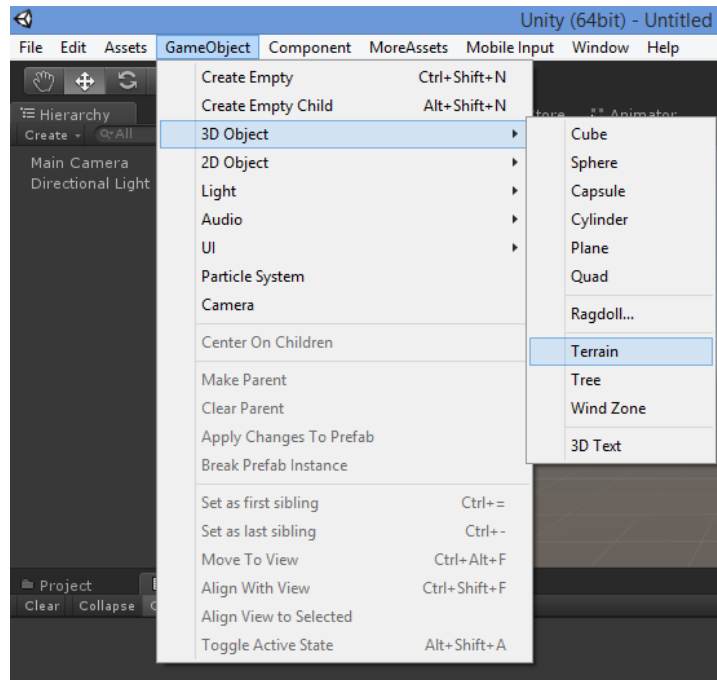 Unity (64bit) - Untitled
File Edit Assets GameObject Component MoreAssets Mobile Input Window Help
Hierarchy
Create All
Main Camera
Directional Light
Create Empty Ctrl+Shift+N
Create Empty Child Alt+Shift+N
3D Object
2D Object
Light
Audio
UI
Particle System
Camera
Center On Children
Make Parent
Clear Parent
Apply Changes To Prefab
Break Prefab Instance
Set as first sibling Ctrl+=
Set as last sibling Ctrl+-
Move To View Ctrl+Alt+F
Align With View Ctrl+Shift+F
Align View to Selected
Toggle Active State Alt+Shift+A
Animator
Cube
Sphere
Capsule
Cylinder
Plane
Quad
Ragdoll...
Terrain
Tree
Wind Zone
3D Text
Project
Clear Collapse